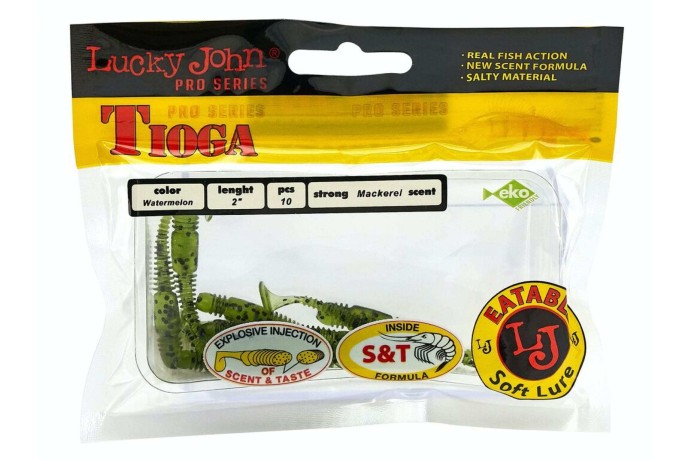 Lucky John®
PRO SERIES
· REAL FISH ACTION
· NEW SCENT FORMULA
· SALTY MATERIAL
PRO SERIES PRO SERIES
TIOGA
color lenght pcs strong Mackerel scent
Watermelon 2" 10
eko
EXPLOSIVE INJECTION
OF
SCENT & TASTE
INSIDE
S&T
FORMULA
EATABL
LJ LJ LJ
Soft Lure